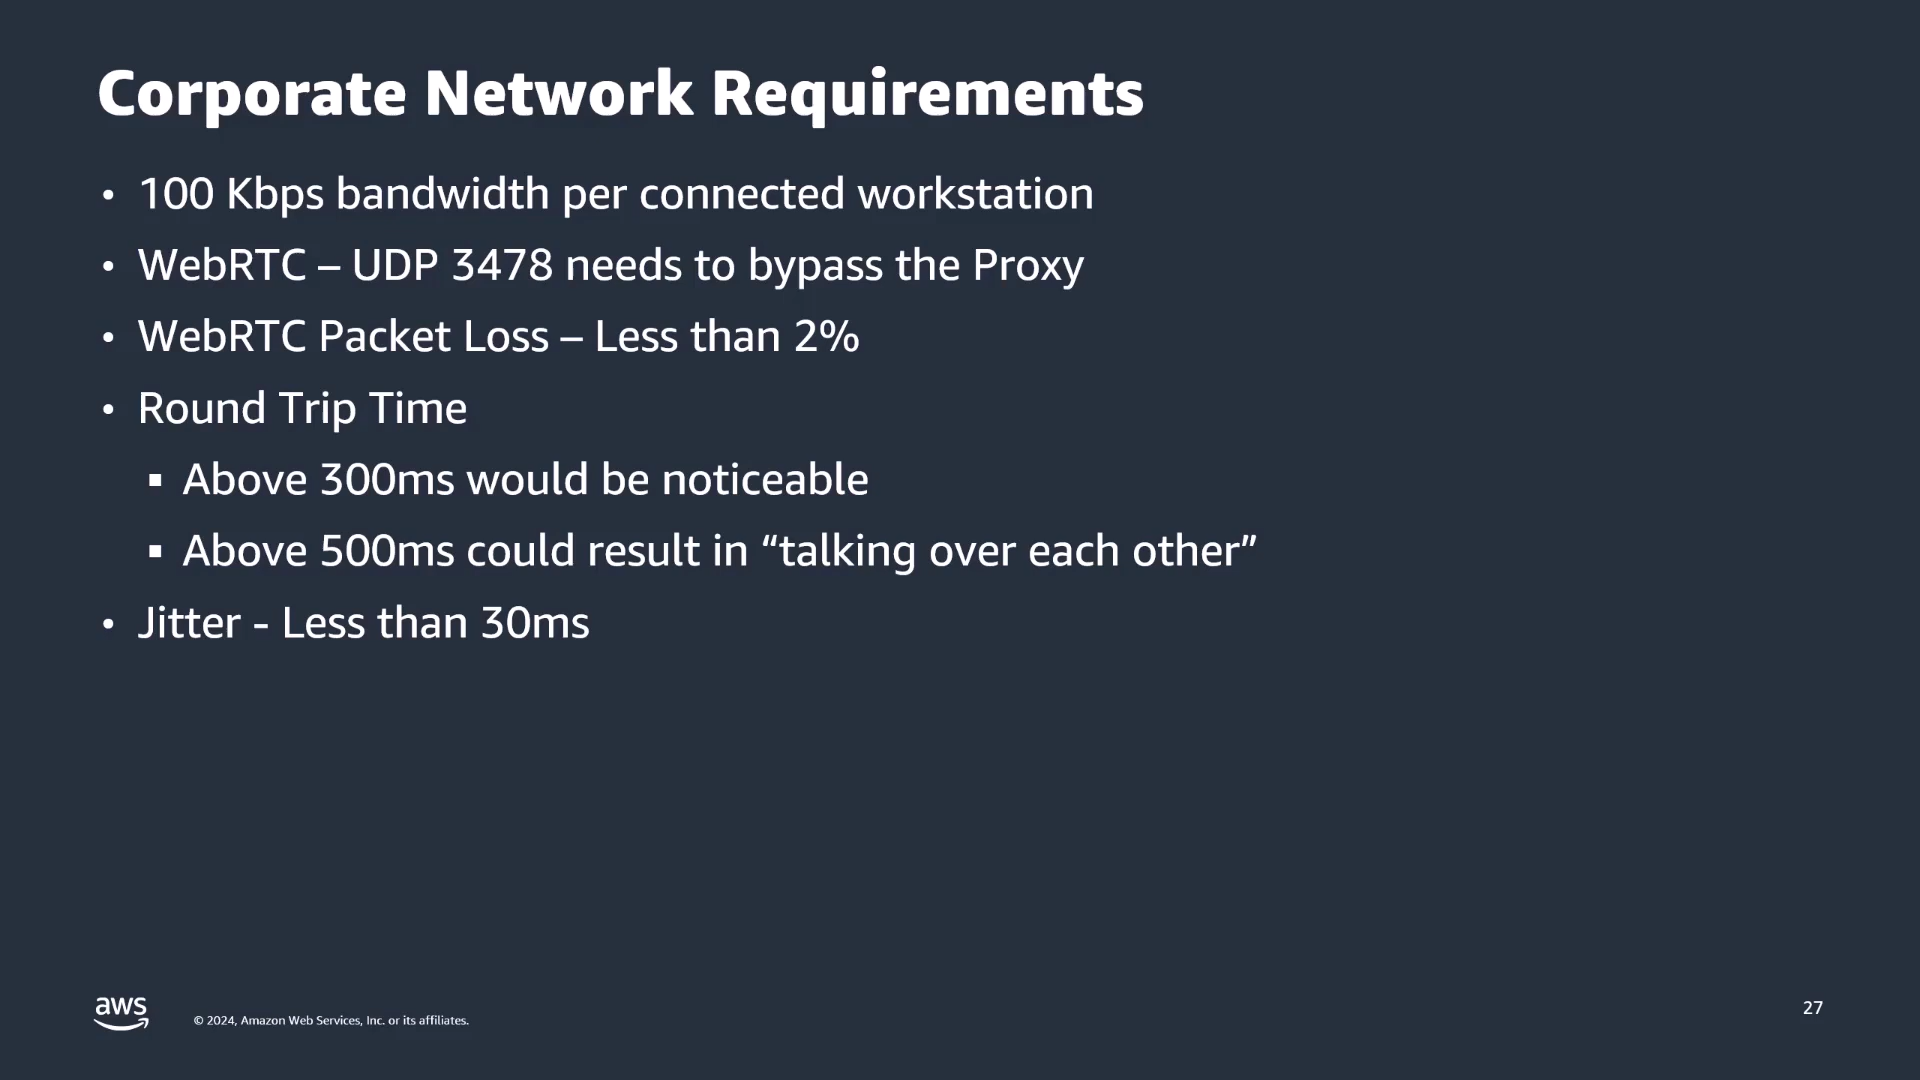 Corporate Network Requirements
• 100 Kbps bandwidth per connected workstation
• WebRTC – UDP 3478 needs to bypass the Proxy
• WebRTC Packet Loss – Less than 2%
• Round Trip Time
▪ Above 300ms would be noticeable
▪ Above 500ms could result in “talking over each other”
• Jitter - Less than 30ms
aws
© 2024, Amazon Web Services, Inc. or its affiliates.
27